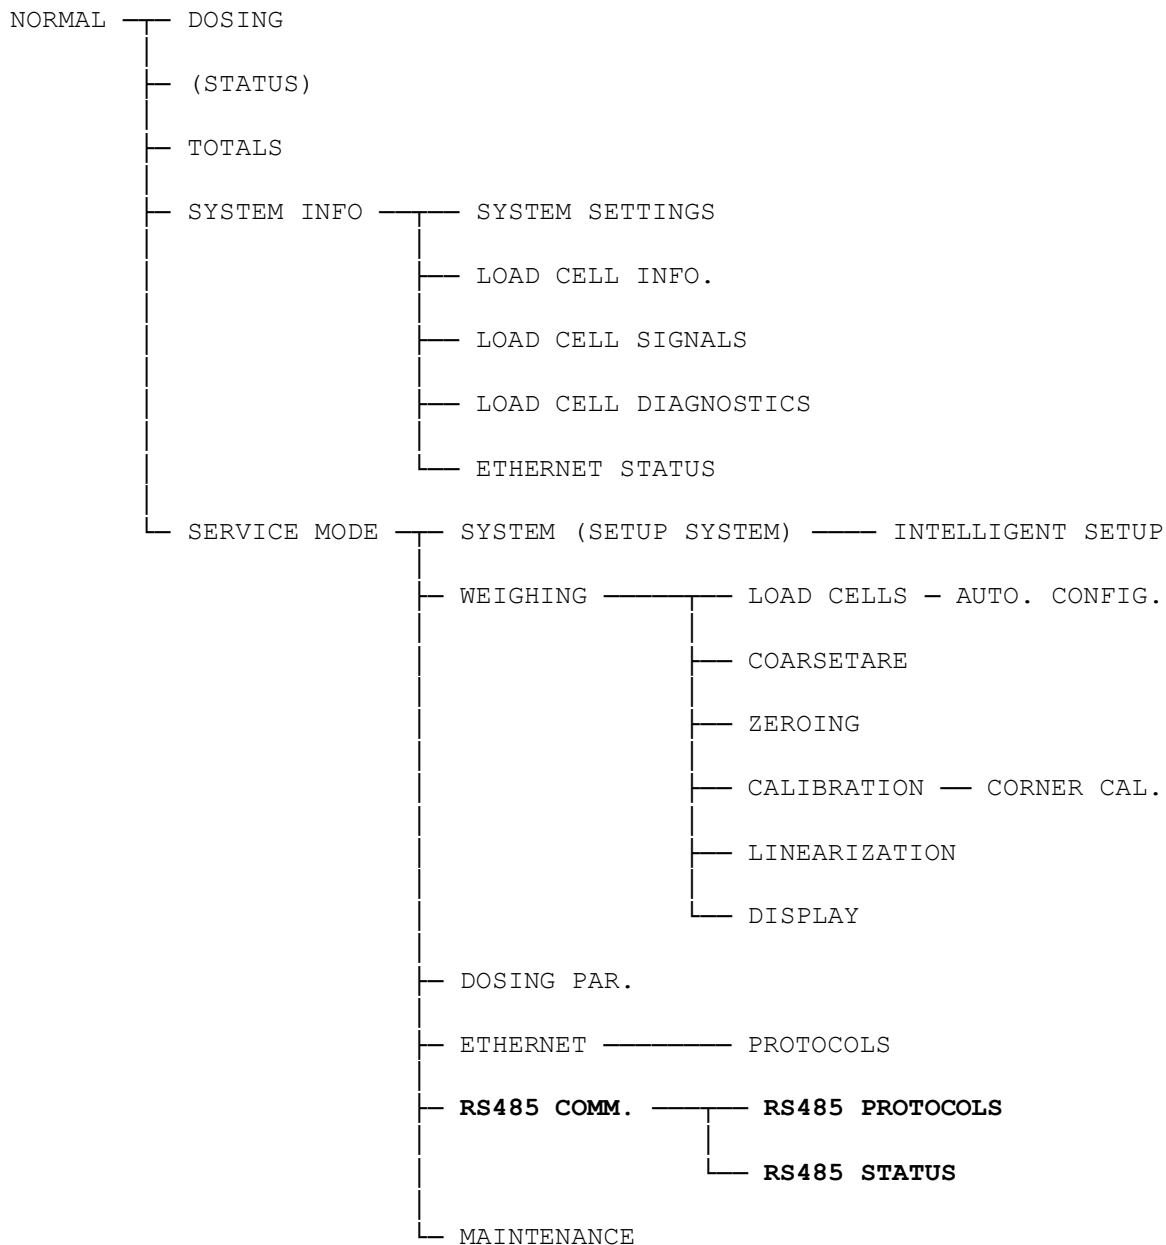 NORMAL DOSING
(STATUS)
TOTALS
SYSTEM INFO SYSTEM SETTINGS
LOAD CELL INFO.
LOAD CELL SIGNALS
LOAD CELL DIAGNOSTICS
ETHERNET STATUS
SERVICE MODE SYSTEM (SETUP SYSTEM) INTELLIGENT SETUP
WEIGHING LOAD CELLS AUTO. CONFIG.
COARSETARE
ZEROING
CALIBRATION CORNER CAL.
LINEARIZATION
DISPLAY
DOSING PAR.
ETHERNET PROTOCOLS
RS485 COMM. RS485 PROTOCOLS
RS485 STATUS
MAINTENANCE